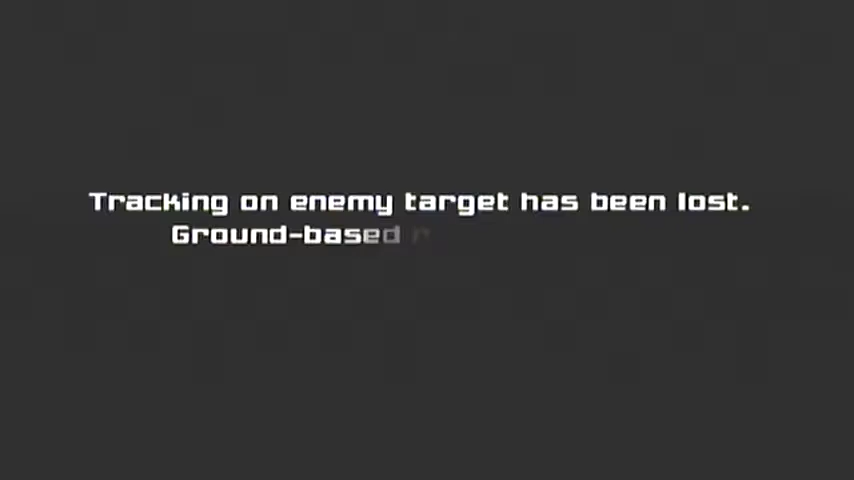 Tracking on enemy target has been lost.
Ground-based